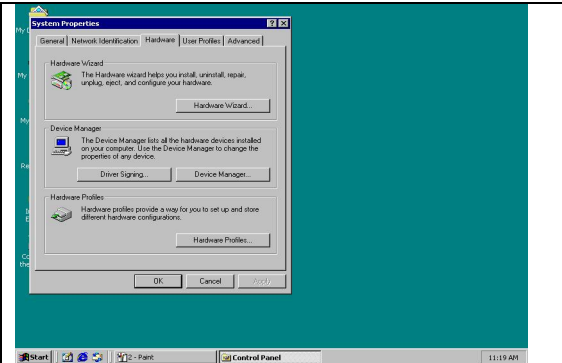 System Properties
General Network Identification Hardware User Profiles Advanced
Hardware Wizard
The Hardware wizard helps you install, uninstall, repair,
unplug, eject, and configure your hardware.
Hardware Wizard...
Device Manager
The Device Manager lists all the hardware devices installed
on your computer. Use the Device Manager to change the
properties of any device.
Driver Signing... Device Manager...
Hardware Profiles
Hardware profiles provide a way for you to set up and store
different hardware configurations.
Hardware Profiles...
OK Cancel Apply
Start 2 - Paint Control Panel 11:19 AM